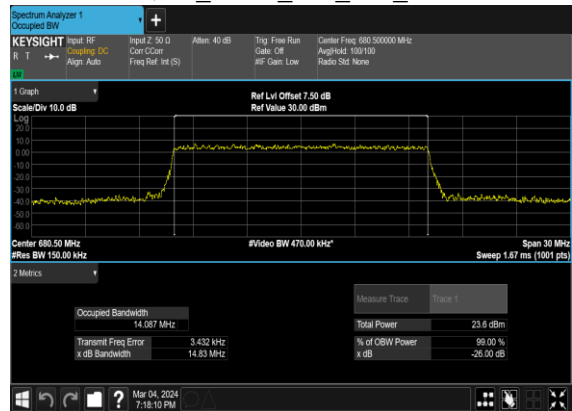 Spectrum Analyzer 1
Occupied BW
KEYSIGHT
R T
LW
Input: RF
Coupling: DC
Align: Auto
Input Z: 50 Ω
Corr CCorr
Freq Ref: Int (S)
Atten: 40 dB
Trig: Free Run
Gate: Off
#IF Gain: Low
Center Freq: 680.500000 MHz
Avg|Hold: 100/100
Radio Std: None
1 Graph
Scale/Div 10.0 dB
Ref Lvl Offset 7.50 dB
Ref Value 30.00 dBm
Log
20.0
10.0
0.00
-10.0
-20.0
-30.0
-40.0
-50.0
-60.0
Center 680.50 MHz
#Video BW 470.00 kHz*
Span 30 MHz
#Res BW 150.00 kHz
Sweep 1.67 ms (1001 pts)
2 Metrics
Measure Trace Trace 1
Occupied Bandwidth
14.087 MHz
Total Power 23.6 dBm
Transmit Freq Error 3.432 kHz
% of OBW Power 99.00 %
x dB Bandwidth 14.83 MHz
x dB -26.00 dB
?
Mar 04, 2024
7:18:10 PM